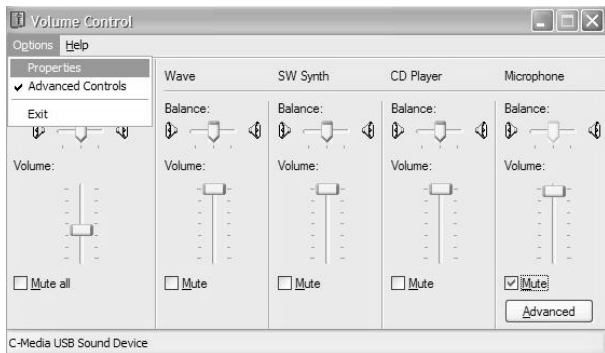 Volume Control
Options Help
Properties
Advanced Controls
Exit
Volume:
Mute all
Wave
Balance:
Volume:
Mute
SW Synth
Balance:
Volume:
Mute
CD Player
Balance:
Volume:
Mute
Microphone
Balance:
Volume:
Mute
Advanced
C-Media USB Sound Device